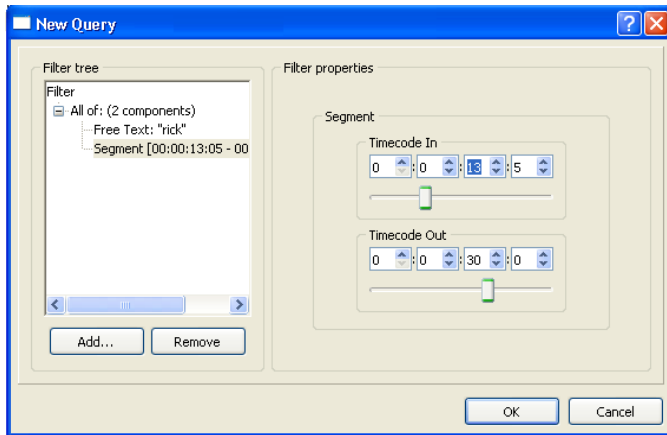 New Query
Filter tree
Filter
All of: (2 components)
Free Text: "rick"
Segment [00:00:13:05 - 00
Add...
Remove
Filter properties
Segment
Timecode In
0 : 0 : 13 : 5
Timecode Out
0 : 0 : 30 : 0
OK
Cancel